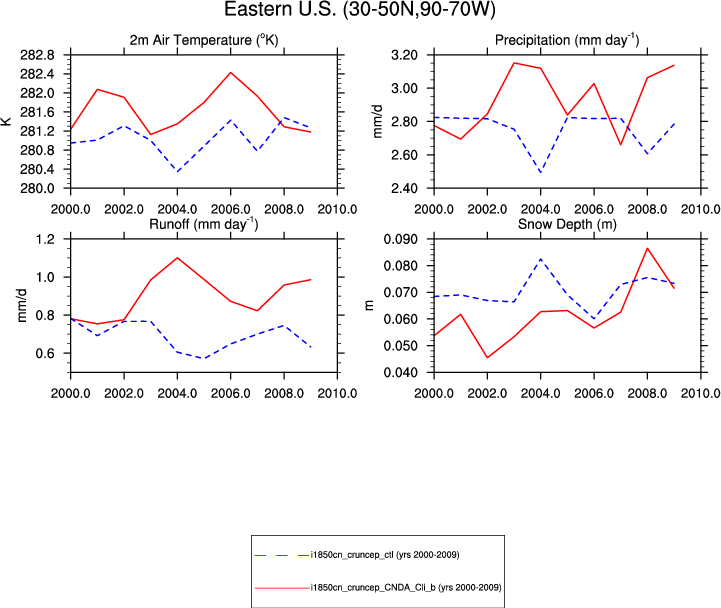 Eastern U.S. (30-50N,90-70W)
2m Air Temperature (°K)
282.8
282.4
282.0
281.6
281.2
280.8
280.4
280.0
K
2000.0 2002.0 2004.0 2006.0 2008.0 2010.0
Precipitation (mm day⁻¹)
3.20
3.00
2.80
2.60
2.40
mm/d
2000.0 2002.0 2004.0 2006.0 2008.0 2010.0
Runoff (mm day⁻¹)
1.2
1.0
0.8
0.6
mm/d
2000.0 2002.0 2004.0 2006.0 2008.0 2010.0
Snow Depth (m)
0.090
0.080
0.070
0.060
0.050
0.040
m
2000.0 2002.0 2004.0 2006.0 2008.0 2010.0
i1850cn_cruncep_ctl (yrs 2000-2009)
i1850cn_cruncep_CNDA_Cli_b (yrs 2000-2009)